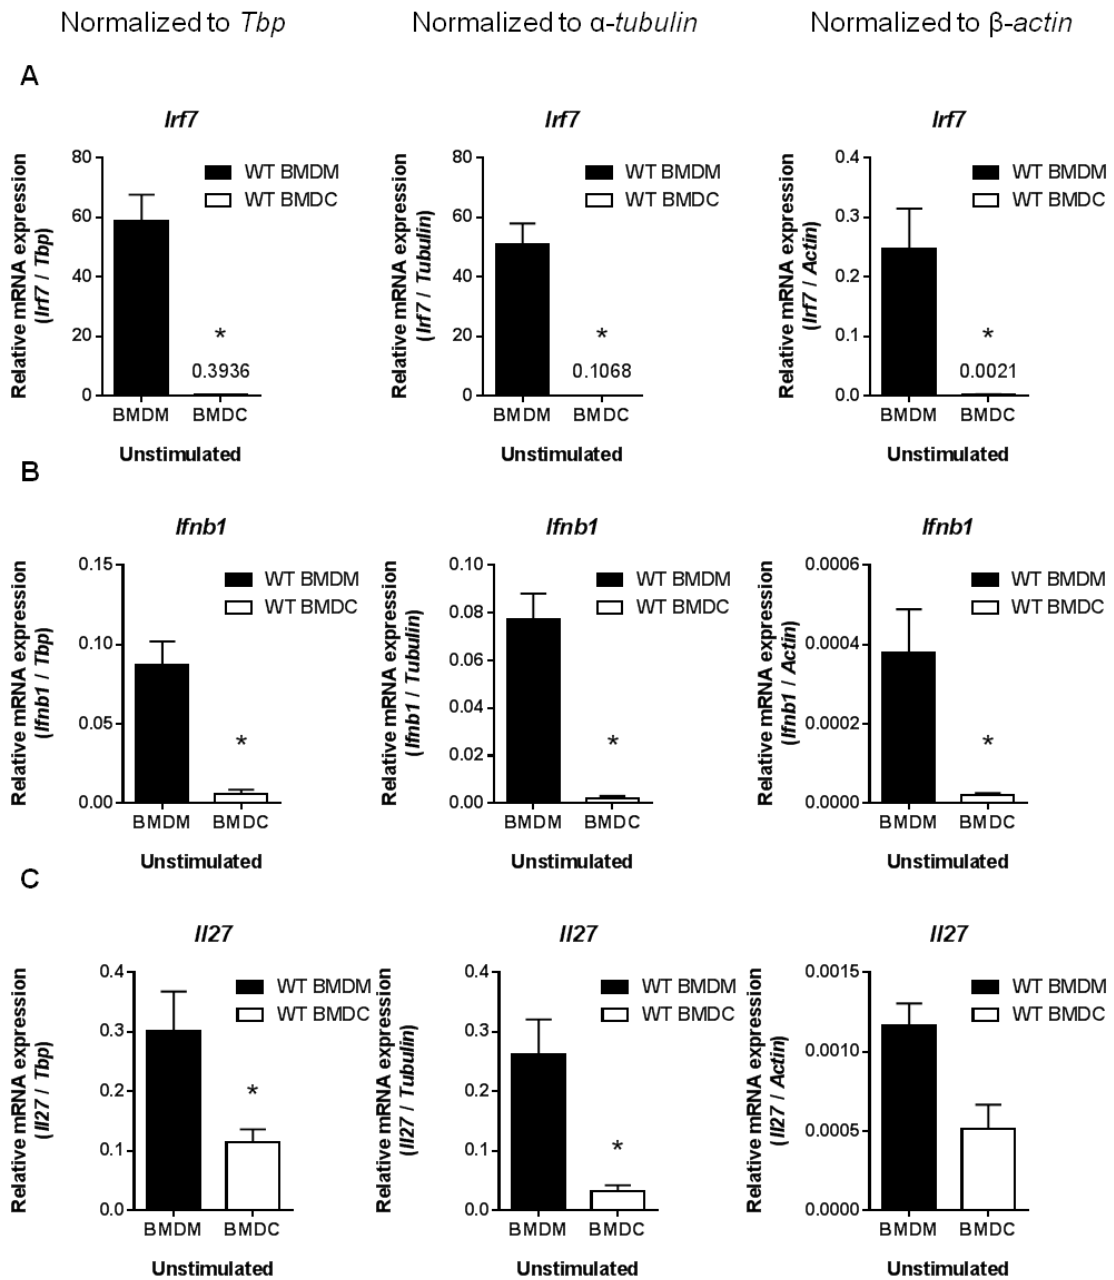 Normalized to Tbp
Normalized to α-tubulin
Normalized to β-actin
A
Irf7
Relative mRNA expression
(Irf7 / Tbp)
80
60
40
20
0
WT BMDM
WT BMDC
*
0.3936
BMDM
BMDC
Unstimulated
Irf7
Relative mRNA expression
(Irf7 / Tubulin)
80
60
40
20
0
WT BMDM
WT BMDC
*
0.1068
BMDM
BMDC
Unstimulated
Irf7
Relative mRNA expression
(Irf7 / Actin)
0.4
0.3
0.2
0.1
0.0
WT BMDM
WT BMDC
*
0.0021
BMDM
BMDC
Unstimulated
B
Ifnb1
Relative mRNA expression
(Ifnb1 / Tbp)
0.15
0.10
0.05
0.00
WT BMDM
WT BMDC
*
BMDM
BMDC
Unstimulated
Ifnb1
Relative mRNA expression
(Ifnb1 / Tubulin)
0.10
0.08
0.06
0.04
0.02
0.00
WT BMDM
WT BMDC
*
BMDM
BMDC
Unstimulated
Ifnb1
Relative mRNA expression
(Ifnb1 / Actin)
0.0006
0.0004
0.0002
0.0000
WT BMDM
WT BMDC
*
BMDM
BMDC
Unstimulated
C
Il27
Relative mRNA expression
(Il27 / Tbp)
0.4
0.3
0.2
0.1
0.0
WT BMDM
WT BMDC
*
BMDM
BMDC
Unstimulated
Il27
Relative mRNA expression
(Il27 / Tubulin)
0.4
0.3
0.2
0.1
0.0
WT BMDM
WT BMDC
*
BMDM
BMDC
Unstimulated
Il27
Relative mRNA expression
(Il27 / Actin)
0.0015
0.0010
0.0005
0.0000
WT BMDM
WT BMDC
BMDM
BMDC
Unstimulated